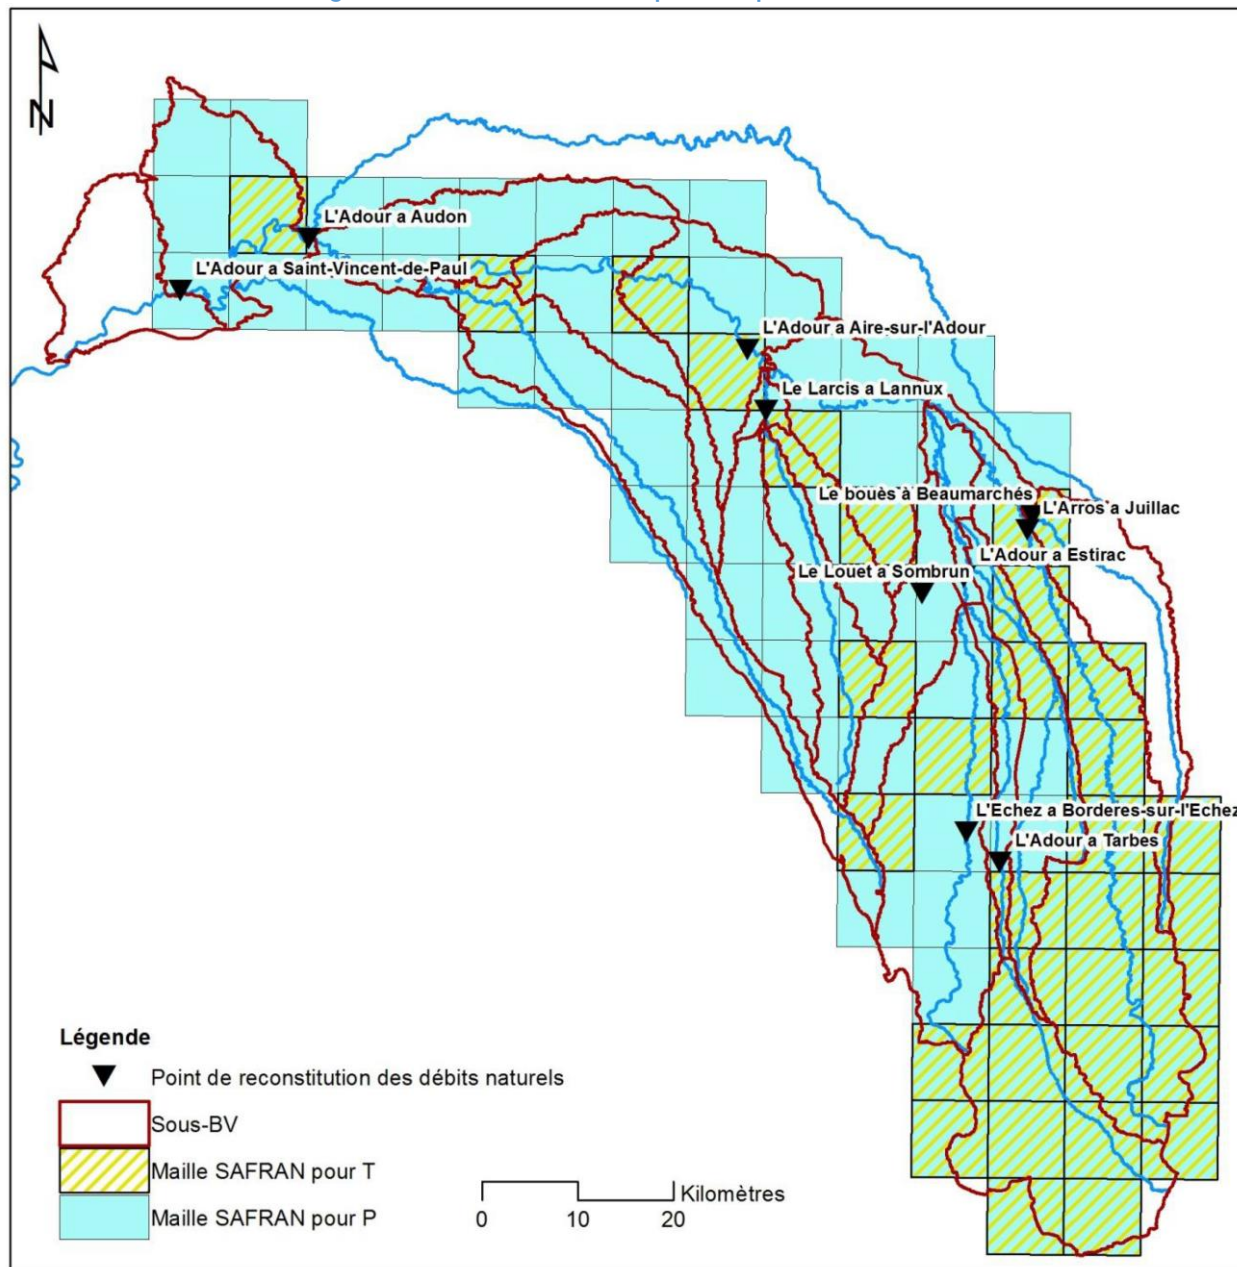 N
L'Adour a Audon
L'Adour a Saint-Vincent-de-Paul
L'Adour a Aire-sur-l'Adour
Le Larcis a Lannux
Le bouès à Beaumarchés
L'Arros a Juillac
L'Adour a Estirac
Le Louet a Sombrun
L'Echez a Borderes-sur-l'Echez
L'Adour a Tarbes
Légende
Point de reconstitution des débits naturels
Sous-BV
Maille SAFRAN pour T
Maille SAFRAN pour P
Kilomètres
0 10 20